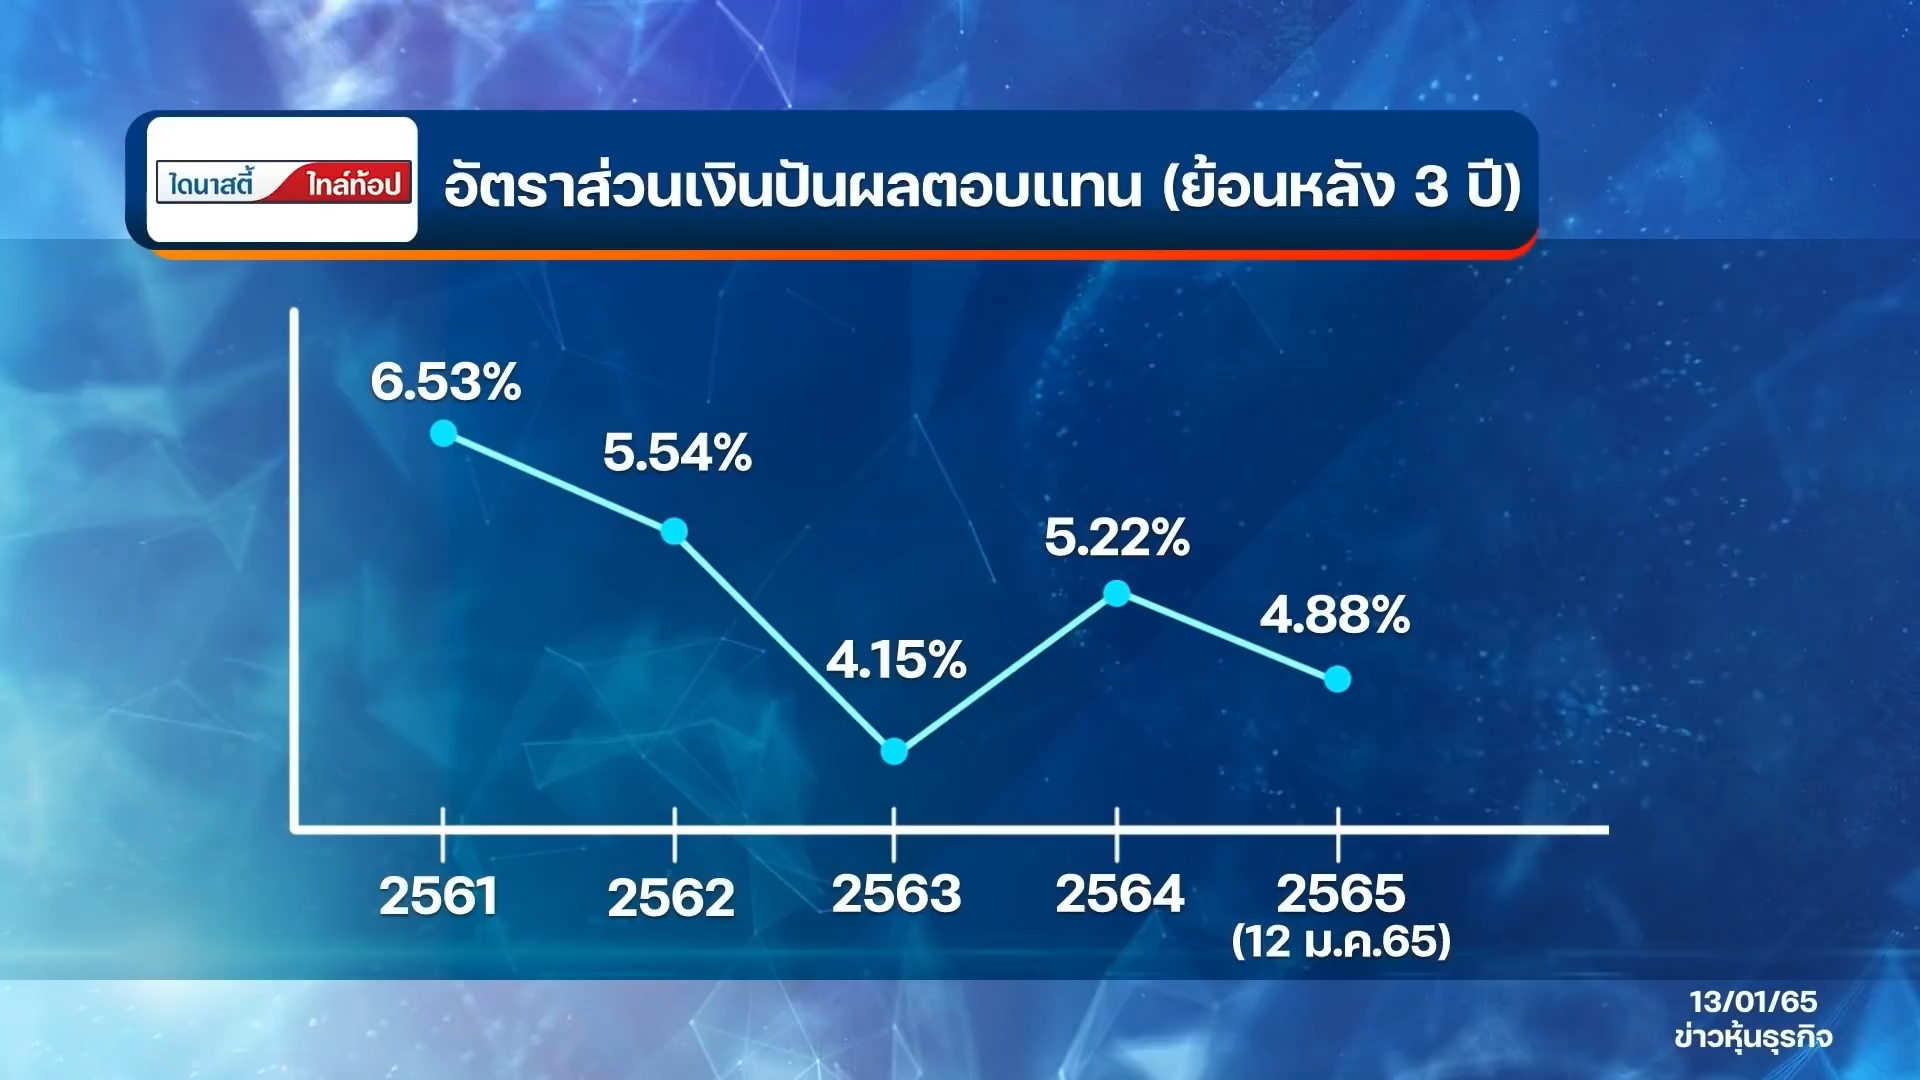 ไดนาสตี้ ไทล์ท้อป
อัตราส่วนเงินปันผลตอบแทน (ย้อนหลัง 3 ปี)
6.53%
5.54%
4.15%
5.22%
4.88%
2561
2562
2563
2564
2565
(12 ม.ค.65)
13/01/65
ข่าวหุ้นธุรกิจ